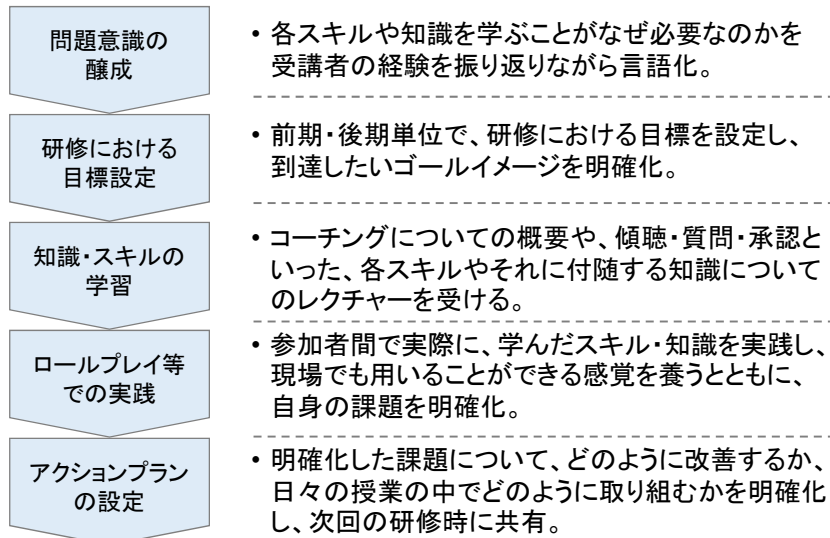 問題意識の
醸成
• 各スキルや知識を学ぶことがなぜ必要なのかを
受講者の経験を振り返りながら言語化。
研修における
目標設定
• 前期・後期単位で、研修における目標を設定し、
到達したいゴールイメージを明確化。
知識・スキルの
学習
• コーチングについての概要や、傾聴・質問・承認と
いった、各スキルやそれに付随する知識について
のレクチャーを受ける。
ロールプレイ等
での実践
• 参加者間で実際に、学んだスキル・知識を実践し、
現場でも用いることができる感覚を養うとともに、
自身の課題を明確化。
アクションプラン
の設定
• 明確化した課題について、どのように改善するか、
日々の授業の中でどのように取り組むかを明確化
し、次回の研修時に共有。